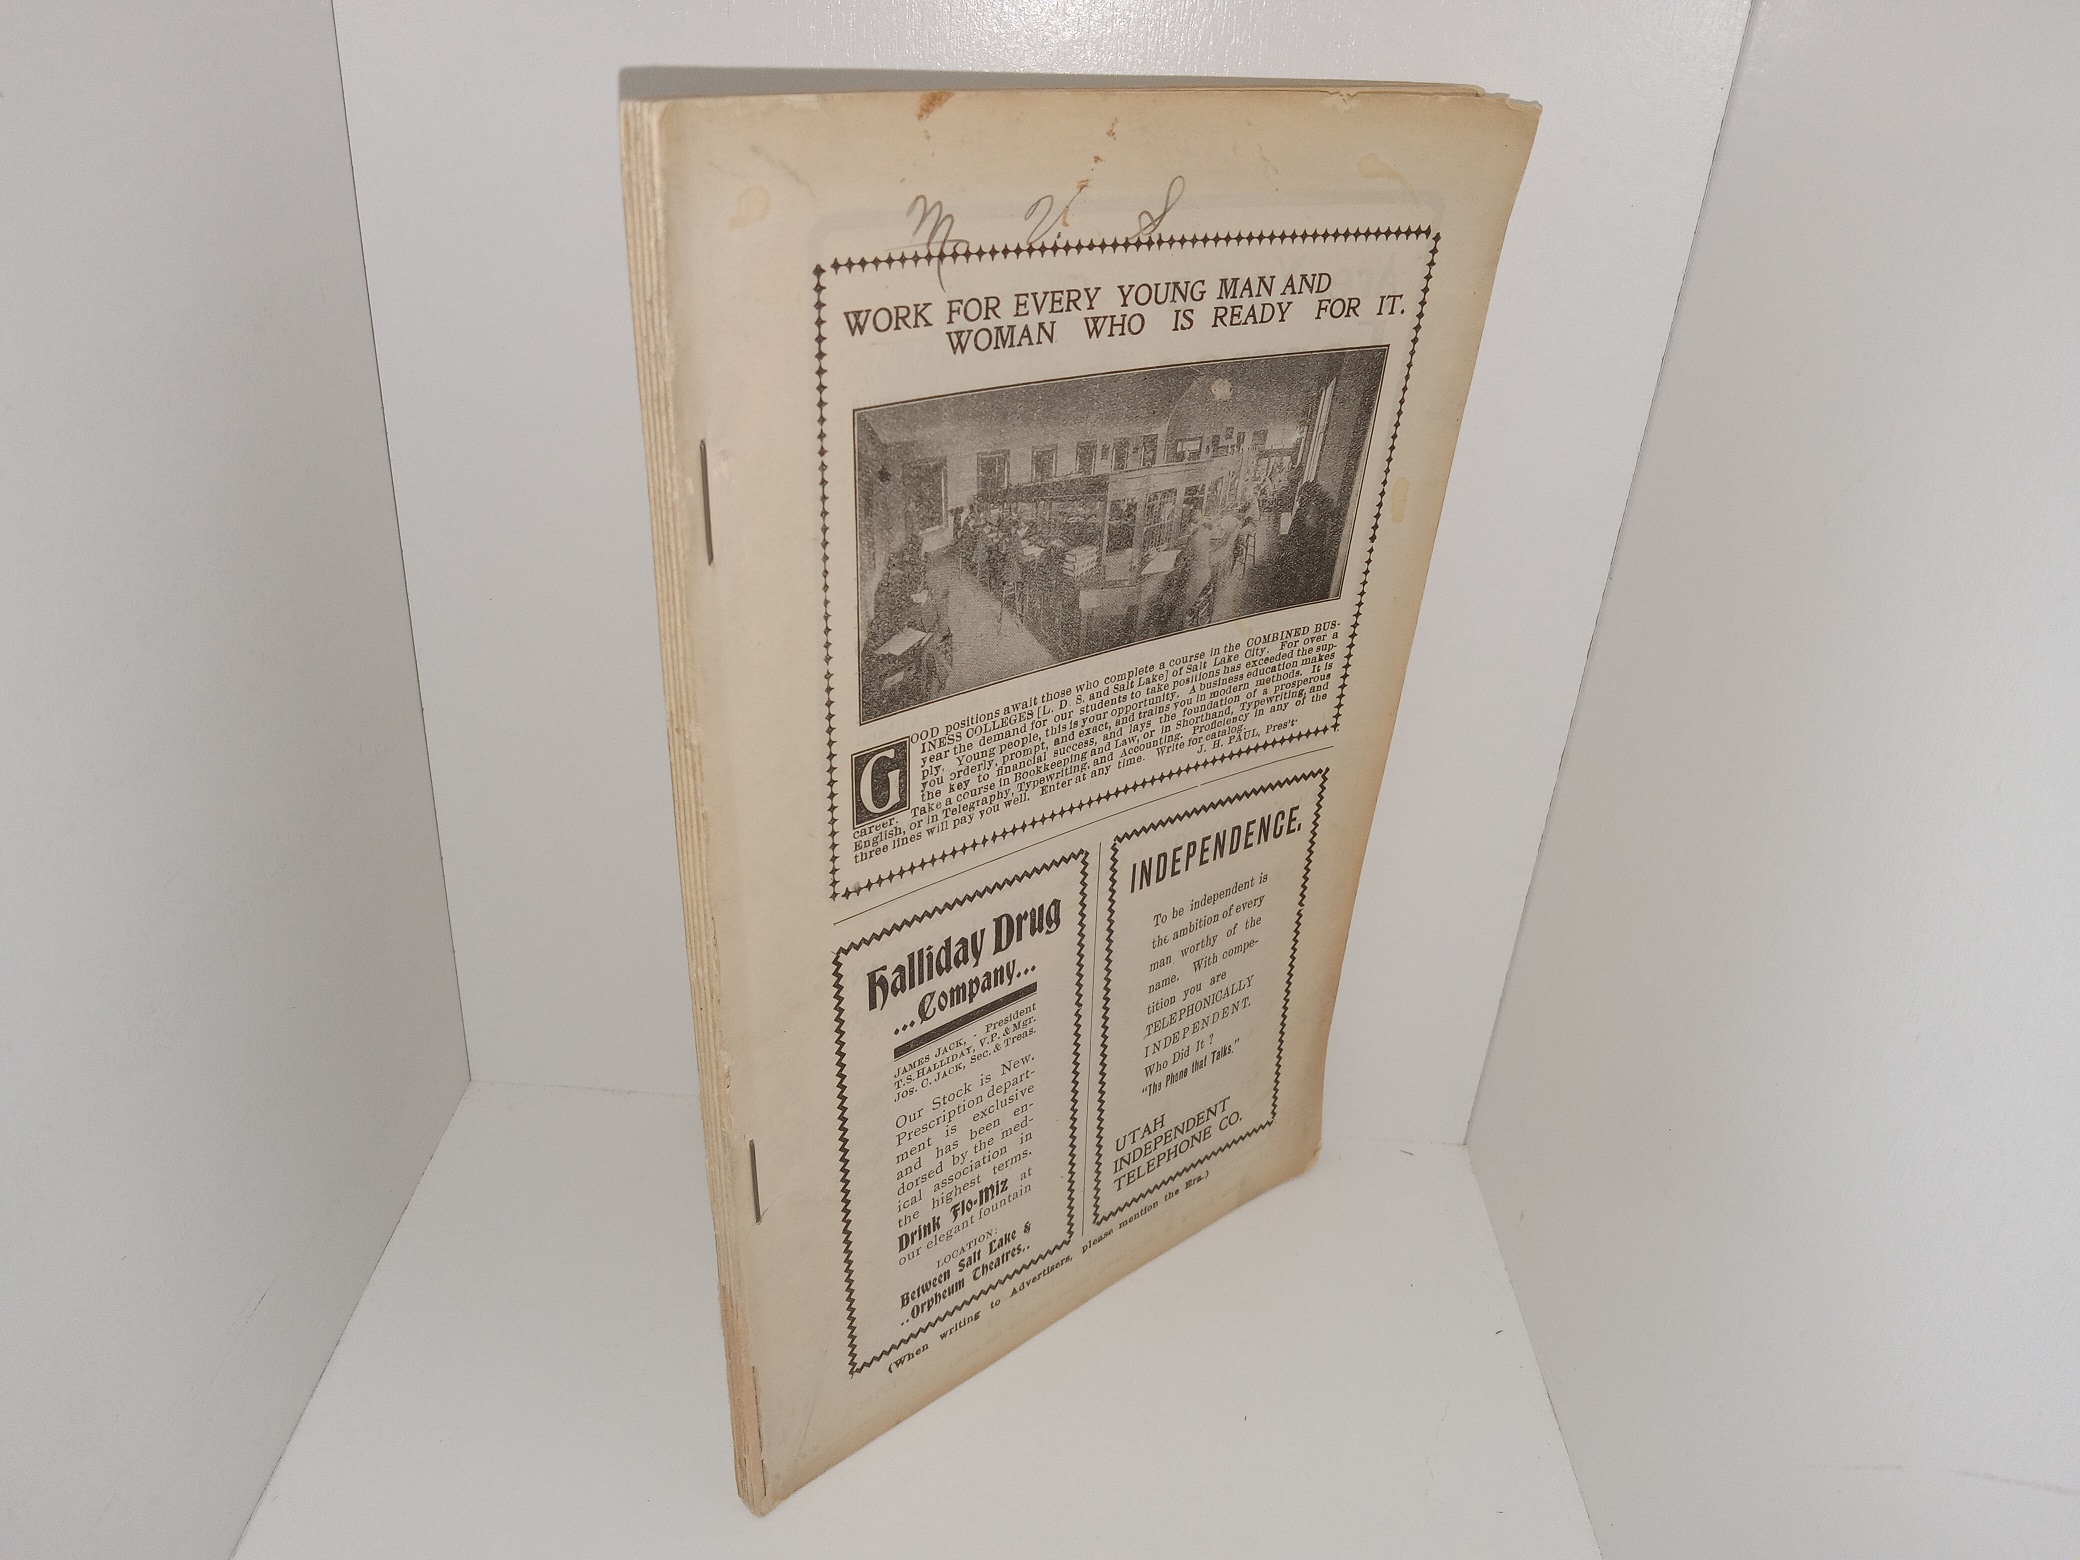 M. V. S
WORK FOR EVERY YOUNG MAN AND
WOMAN WHO IS READY FOR IT.
GOOD positions await those who complete a course in the COMBINED BUS-
INESS COLLEGES [L. D. S. and Salt Lake] of Salt Lake City. For over a
year the demand for our students to take positions has exceeded the sup-
ply. Young people, this is your opportunity. A business education makes
you orderly, prompt, and exact, and trains you in modern methods. It is
the key to financial success, and lays the foundation of a prosperous
career. Take a course in Bookkeeping and Law, or in Shorthand, Typewriting, and
English, or in Telegraphy, Typewriting, and Accounting. Proficiency in any of the
three lines will pay you well. Enter at any time. Write for catalog.
J. H. PAUL, Pres't.
Halliday Drug
...Company...
JAMES JACK, - President
T. S. HALLIDAY, V. P. & Mgr.
JOS. C. JACK, Sec. & Treas.
Our Stock is New.
Prescription depart-
ment is exclusive
and has been en-
dorsed by the med-
ical association in
the highest terms.
Drink Flo-Miz at
our elegant fountain
LOCATION:
Between Salt Lake &
..Orpheum Theatres..
INDEPENDENCE.
To be independent is
the ambition of every
man worthy of the
name. With compe-
tition you are
TELEPHONICALLY
INDEPENDENT.
Who Did It?
"The Phone that Talks."
UTAH
INDEPENDENT
TELEPHONE CO.
(When writing to Advertisers, please mention the Era.)